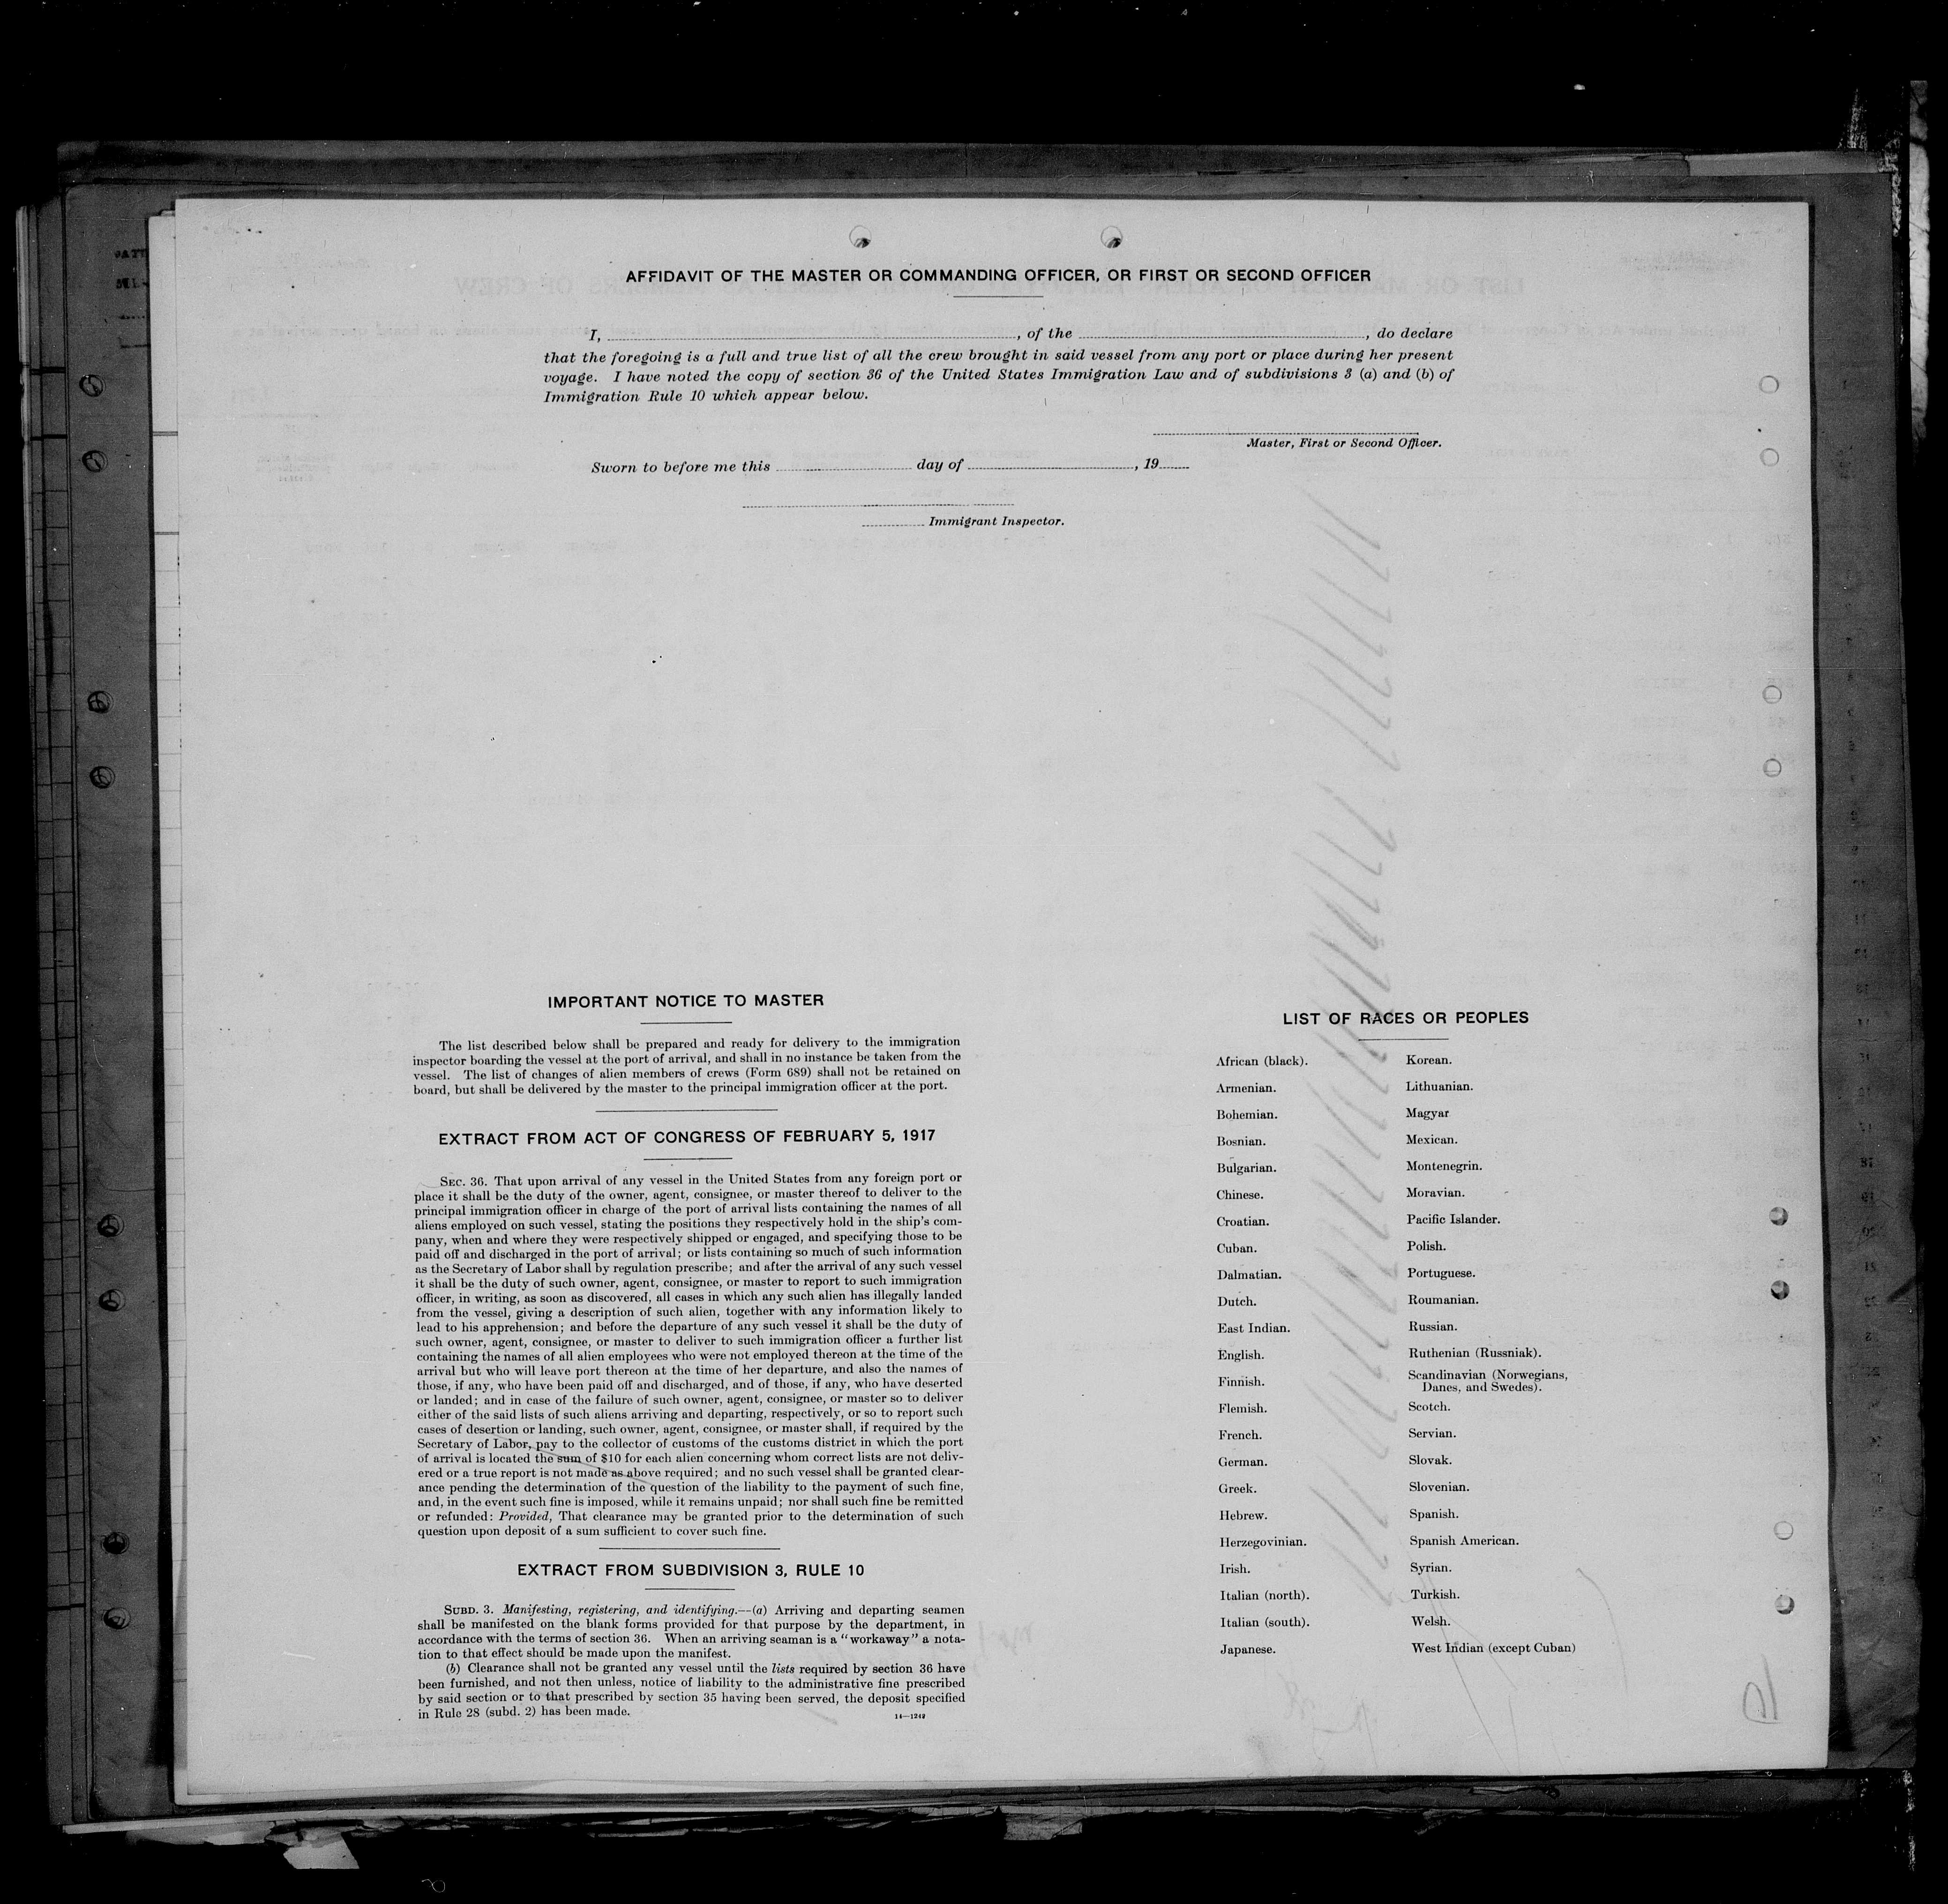 AFFIDAVIT OF THE MASTER OR COMMANDING OFFICER, OR FIRST OR SECOND OFFICER
I, , of the , do declare
that the foregoing is a full and true list of all the crew brought in said vessel from any port or place during her present
voyage. I have noted the copy of section 36 of the United States Immigration Law and of subdivisions 3 (a) and (b) of
Immigration Rule 10 which appear below.
Master, First or Second Officer.
Sworn to before me this day of , 19
Immigrant Inspector.
IMPORTANT NOTICE TO MASTER
The list described below shall be prepared and ready for delivery to the immigration
inspector boarding the vessel at the port of arrival, and shall in no instance be taken from the
vessel. The list of changes of alien members of crews (Form 689) shall not be retained on
board, but shall be delivered by the master to the principal immigration officer at the port.
EXTRACT FROM ACT OF CONGRESS OF FEBRUARY 5, 1917
SEC. 36. That upon arrival of any vessel in the United States from any foreign port or
place it shall be the duty of the owner, agent, consignee, or master thereof to deliver to the
principal immigration officer in charge of the port of arrival lists containing the names of all
aliens employed on such vessel, stating the positions they respectively hold in the ship's com-
pany, when and where they were respectively shipped or engaged, and specifying those to be
paid off and discharged in the port of arrival; or lists containing so much of such information
as the Secretary of Labor shall by regulation prescribe; and after the arrival of any such vessel
it shall be the duty of such owner, agent, consignee, or master to report to such immigration
officer, in writing, as soon as discovered, all cases in which any such alien has illegally landed
from the vessel, giving a description of such alien, together with any information likely to
lead to his apprehension; and before the departure of any such vessel it shall be the duty of
such owner, agent, consignee, or master to deliver to such immigration officer a further list
containing the names of all alien employees who were not employed thereon at the time of the
arrival but who will leave port thereon at the time of her departure, and also the names of
those, if any, who have been paid off and discharged, and of those, if any, who have deserted
or landed; and in case of the failure of such owner, agent, consignee, or master so to deliver
either of the said lists of such aliens arriving and departing, respectively, or so to report such
cases of desertion or landing, such owner, agent, consignee, or master shall, if required by the
Secretary of Labor, pay to the collector of customs of the customs district in which the port
of arrival is located the sum of $10 for each alien concerning whom correct lists are not deliv-
ered or a true report is not made as above required; and no such vessel shall be granted clear-
ance pending the determination of the question of the liability to the payment of such fine,
and, in the event such fine is imposed, while it remains unpaid; nor shall such fine be remitted
or refunded: Provided, That clearance may be granted prior to the determination of such
question upon deposit of a sum sufficient to cover such fine.
EXTRACT FROM SUBDIVISION 3, RULE 10
SUBD. 3. Manifesting, registering, and identifying.--(a) Arriving and departing seamen
shall be manifested on the blank forms provided for that purpose by the department, in
accordance with the terms of section 36. When an arriving seaman is a "workaway" a nota-
tion to that effect should be made upon the manifest.
(b) Clearance shall not be granted any vessel until the lists required by section 36 have
been furnished, and not then unless, notice of liability to the administrative fine prescribed
by said section or to that prescribed by section 35 having been served, the deposit specified
in Rule 28 (subd. 2) has been made.
14—1249
LIST OF RACES OR PEOPLES
African (black).
Armenian.
Bohemian.
Bosnian.
Bulgarian.
Chinese.
Croatian.
Cuban.
Dalmatian.
Dutch.
East Indian.
English.
Finnish.
Flemish.
French.
German.
Greek.
Hebrew.
Herzegovinian.
Irish.
Italian (north).
Italian (south).
Japanese.
Korean.
Lithuanian.
Magyar
Mexican.
Montenegrin.
Moravian.
Pacific Islander.
Polish.
Portuguese.
Roumanian.
Russian.
Ruthenian (Russniak).
Scandinavian (Norwegians,
Danes, and Swedes).
Scotch.
Servian.
Slovak.
Slovenian.
Spanish.
Spanish American.
Syrian.
Turkish.
Welsh.
West Indian (except Cuban)